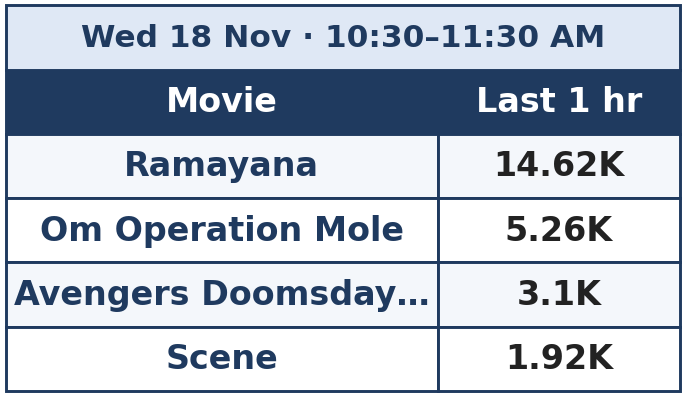 Wed 18 Nov · 10:30–11:30 AM
Movie Last 1 hr
Ramayana 14.62K
Om Operation Mole 5.26K
Avengers Doomsday... 3.1K
Scene 1.92K